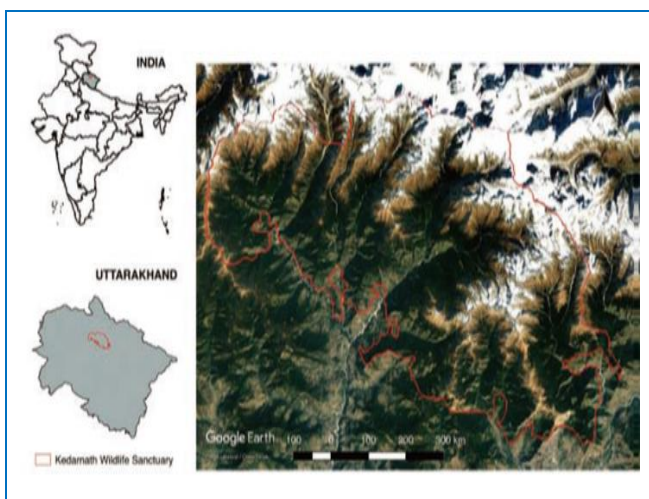 INDIA
UTTARAKHAND
Kedarnath Wildlife Sanctuary
Google Earth
100 0 100 200 300 km